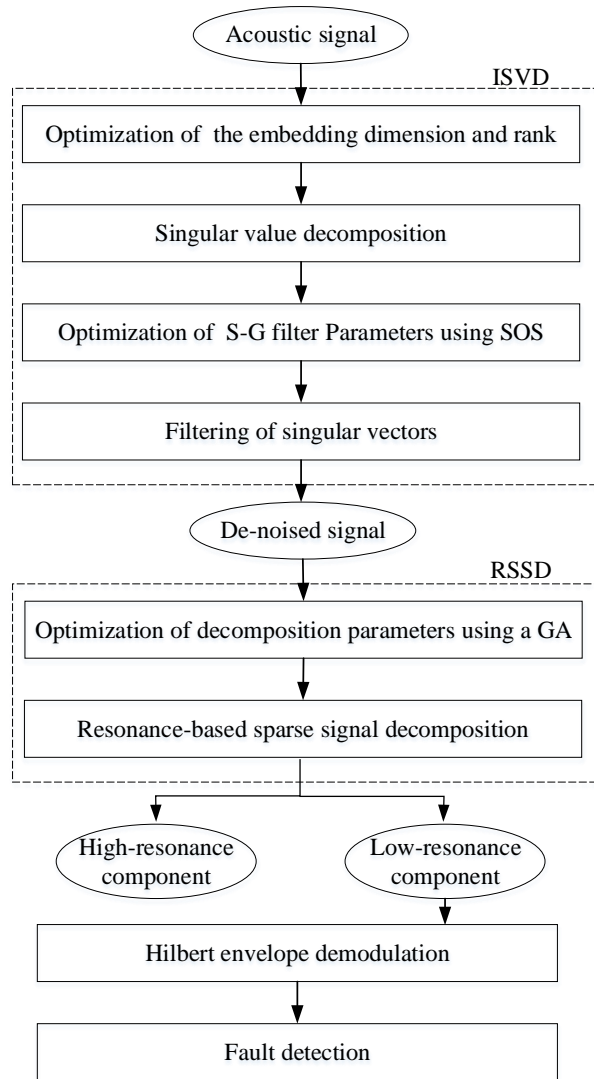 Acoustic signal
ISVD
Optimization of the embedding dimension and rank
Singular value decomposition
Optimization of S-G filter Parameters using SOS
Filtering of singular vectors
De-noised signal
RSSD
Optimization of decomposition parameters using a GA
Resonance-based sparse signal decomposition
High-resonance
component
Low-resonance
component
Hilbert envelope demodulation
Fault detection